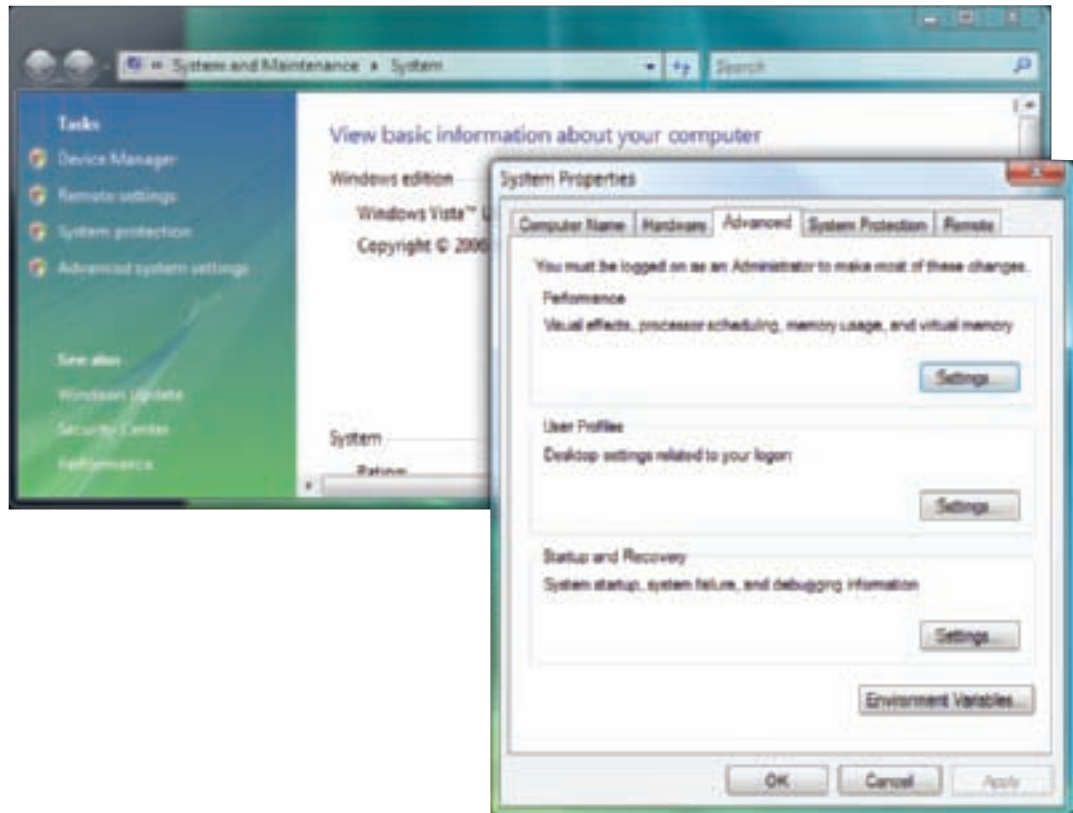 System and Maintenance System
Search
Tasks
Device Manager
Remote settings
System protection
Advanced system settings
See also
Windows Update
Security Center
Performance
View basic information about your computer
Windows edition
Windows Vista™
Copyright © 2006
System
Rating:
System Properties
Computer Name Hardware Advanced System Protection Remote
You must be logged on as an Administrator to make most of these changes.
Performance
Visual effects, processor scheduling, memory usage, and virtual memory
Settings...
User Profiles
Desktop settings related to your logon
Settings...
Startup and Recovery
System startup, system failure, and debugging information
Settings...
Environment Variables...
OK Cancel Apply